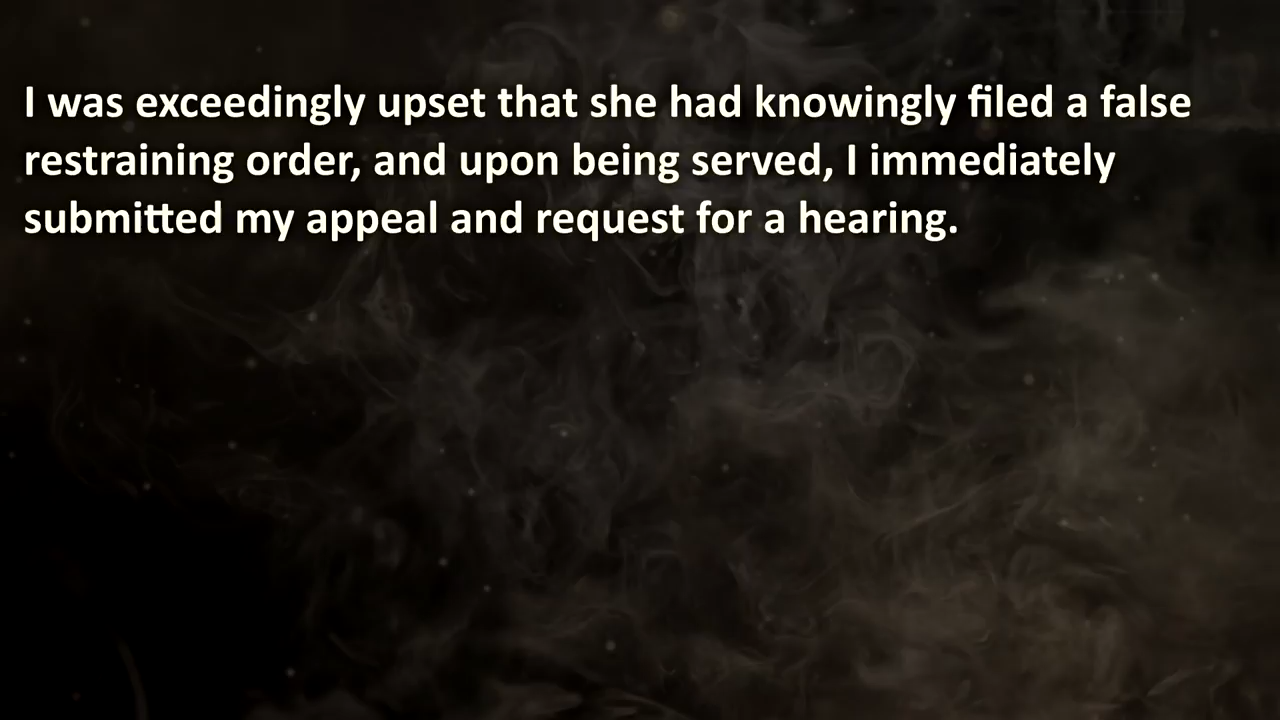 I was exceedingly upset that she had knowingly filed a false
restraining order, and upon being served, I immediately
submitted my appeal and request for a hearing.